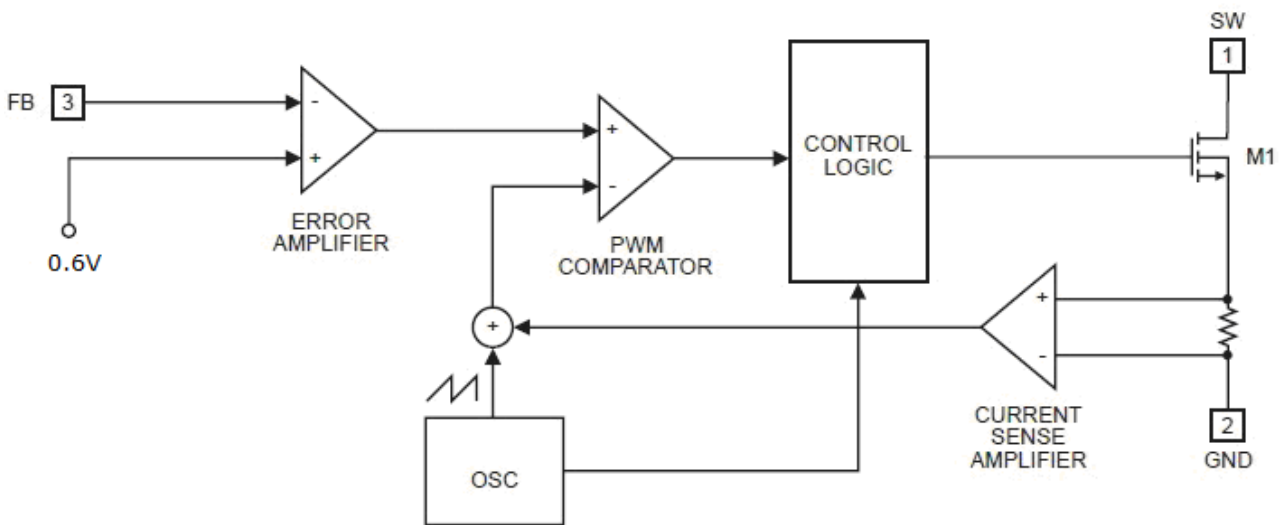 SW
1
FB 3
-
+
ERROR
AMPLIFIER
0.6V
+
-
PWM
COMPARATOR
CONTROL
LOGIC
M1
+
+
-
CURRENT
SENSE
AMPLIFIER
OSC
2
GND